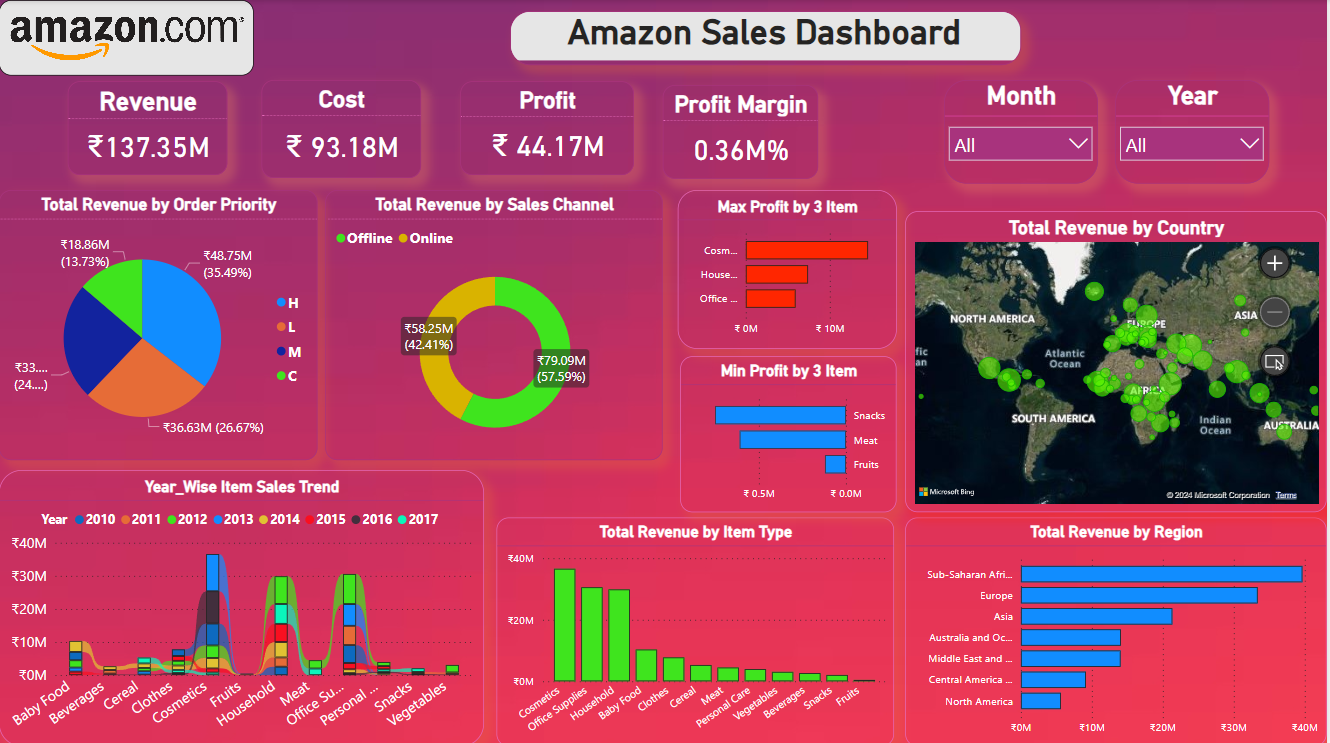 amazon.com
Amazon Sales Dashboard
Revenue
₹137.35M
Cost
₹ 93.18M
Profit
₹ 44.17M
Profit Margin
0.36M%
Month
All
Year
All
Total Revenue by Order Priority
₹18.86M
(13.73%)
₹48.75M
(35.49%)
₹33....
(24....)
₹36.63M (26.67%)
H
L
M
C
Total Revenue by Sales Channel
Offline Online
₹58.25M
(42.41%)
₹79.09M
(57.59%)
Max Profit by 3 Item
Cosm...
House...
Office ...
₹ 0M ₹ 10M
Min Profit by 3 Item
Snacks
Meat
Fruits
₹ 0.5M ₹ 0.0M
Total Revenue by Country
NORTH AMERICA
EUROPE
ASIA
fic
an
Atlantic
Ocean
AFRICA
SOUTH AMERICA
Indian
Ocean
AUSTRALIA
Microsoft Bing
© 2024 Microsoft Corporation Terms
Year_Wise Item Sales Trend
Year 2010 2011 2012 2013 2014 2015 2016 2017
₹40M
₹30M
₹20M
₹10M
₹0M
Baby Food
Beverages
Cereal
Clothes
Cosmetics
Fruits
Household
Meat
Office Su...
Personal ...
Snacks
Vegetables
Total Revenue by Item Type
₹40M
₹20M
₹0M
Cosmetics
Office Supplies
Household
Baby Food
Clothes
Cereal
Meat
Personal Care
Vegetables
Beverages
Snacks
Fruits
Total Revenue by Region
Sub-Saharan Afri...
Europe
Asia
Australia and Oc...
Middle East and ...
Central America ...
North America
₹0M ₹10M ₹20M ₹30M ₹40M